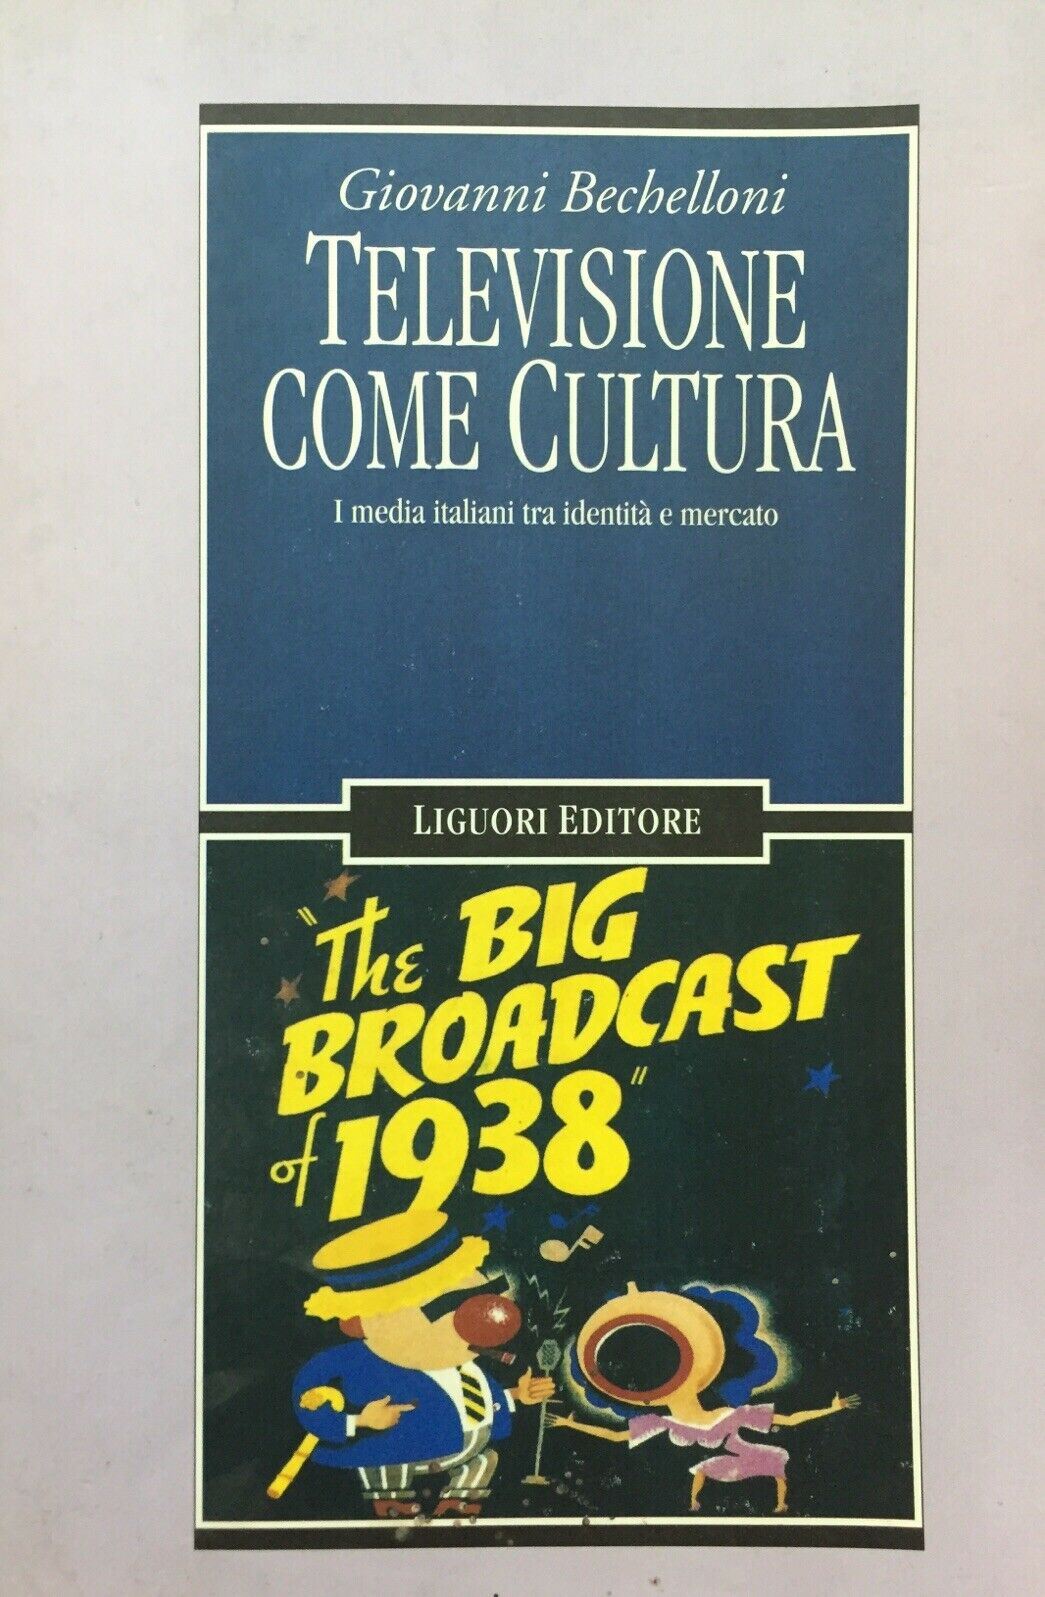 Giovanni Bechelloni
TELEVISIONE
COME CULTURA
I media italiani tra identità e mercato
LIGUORI EDITORE
"The BIG
BROADCAST
of 1938"